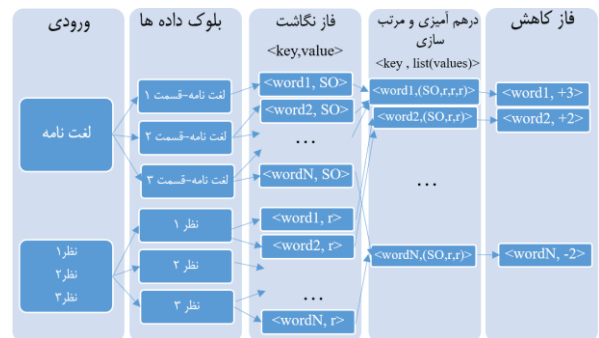 ورودی
لغت نامه
نظر۱
نظر۲
نظر۳
بلوک داده ها
لغت نامه-قسمت ۱
لغت نامه-قسمت ۲
لغت نامه-قسمت ۳
نظر ۱
نظر ۲
نظر ۳
فاز نگاشت
<key,value>
<word1, SO>
<word2, SO>
...
<wordN, SO>
<word1, r>
<word2, r>
...
<wordN, r>
درهم آمیزی و مرتب
سازی
<key , list(values)>
<word1,(SO,r,r,r)>
<word2,(SO,r,r)>
...
<wordN,(SO,r,r)>
فاز کاهش
<word1, +3>
<word2, +2>
<wordN, -2>